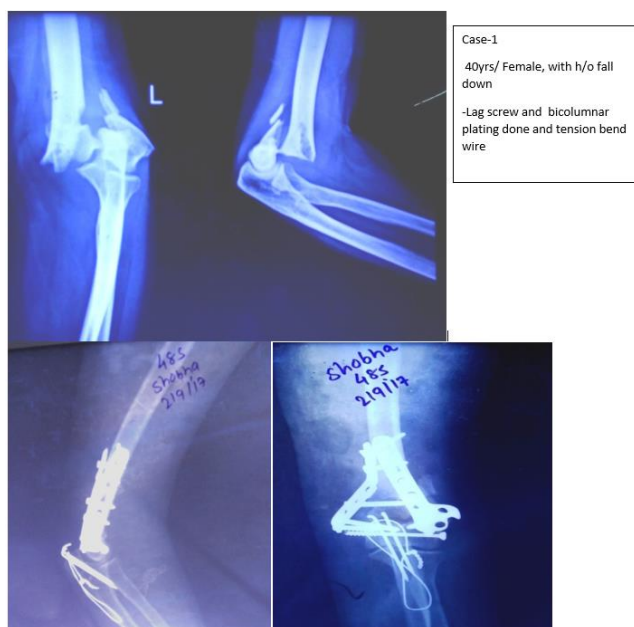 L
Case-1
40yrs/ Female, with h/o fall
down
-Lag screw and bicolumnar
plating done and tension bend
wire
48s
Shobha
2/9/17
Shobha
48s
2/9/17